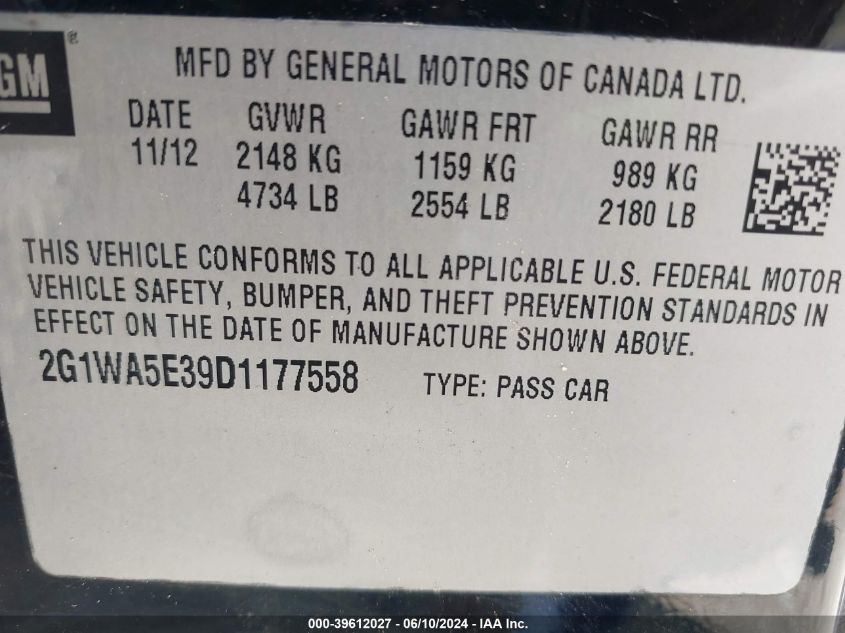 GM®
MFD BY GENERAL MOTORS OF CANADA LTD.
DATE GVWR GAWR FRT GAWR RR
11/12 2148 KG 1159 KG 989 KG
4734 LB 2554 LB 2180 LB
THIS VEHICLE CONFORMS TO ALL APPLICABLE U.S. FEDERAL MOTOR
VEHICLE SAFETY, BUMPER, AND THEFT PREVENTION STANDARDS IN
EFFECT ON THE DATE OF MANUFACTURE SHOWN ABOVE.
2G1WA5E39D1177558 TYPE: PASS CAR
000-39612027 - 06/10/2024 - IAA Inc.